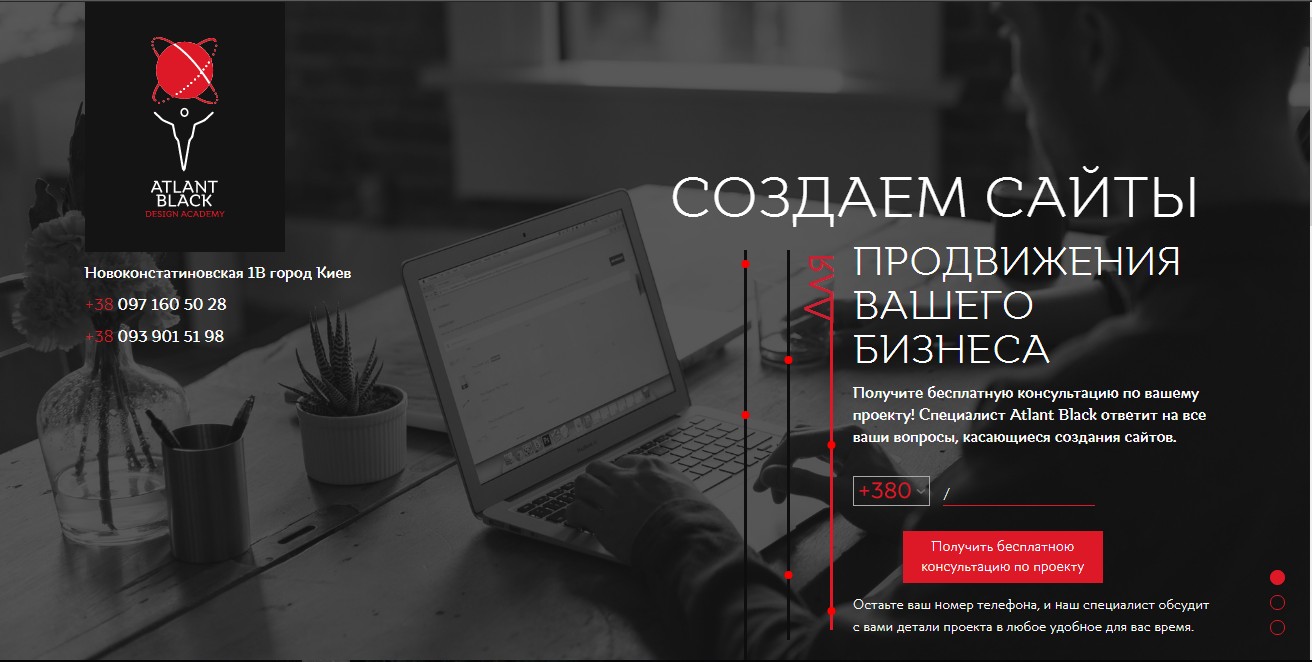 ATLANT
BLACK
DESIGN ACADEMY
Новоконстатиновская 1В город Киев
+38 097 160 50 28
+38 093 901 51 98
СОЗДАЕМ САЙТЫ
ДЛЯ
ПРОДВИЖЕНИЯ
ВАШЕГО
БИЗНЕСА
Получите бесплатную консультацию по вашему
проекту! Специалист Atlant Black ответит на все
ваши вопросы, касающиеся создания сайтов.
+380 /
Получить бесплатною
консультацию по проекту
Остаьте ваш номер телефона, и наш специалист обсудит
с вами детали проекта в любое удобное для вас время.